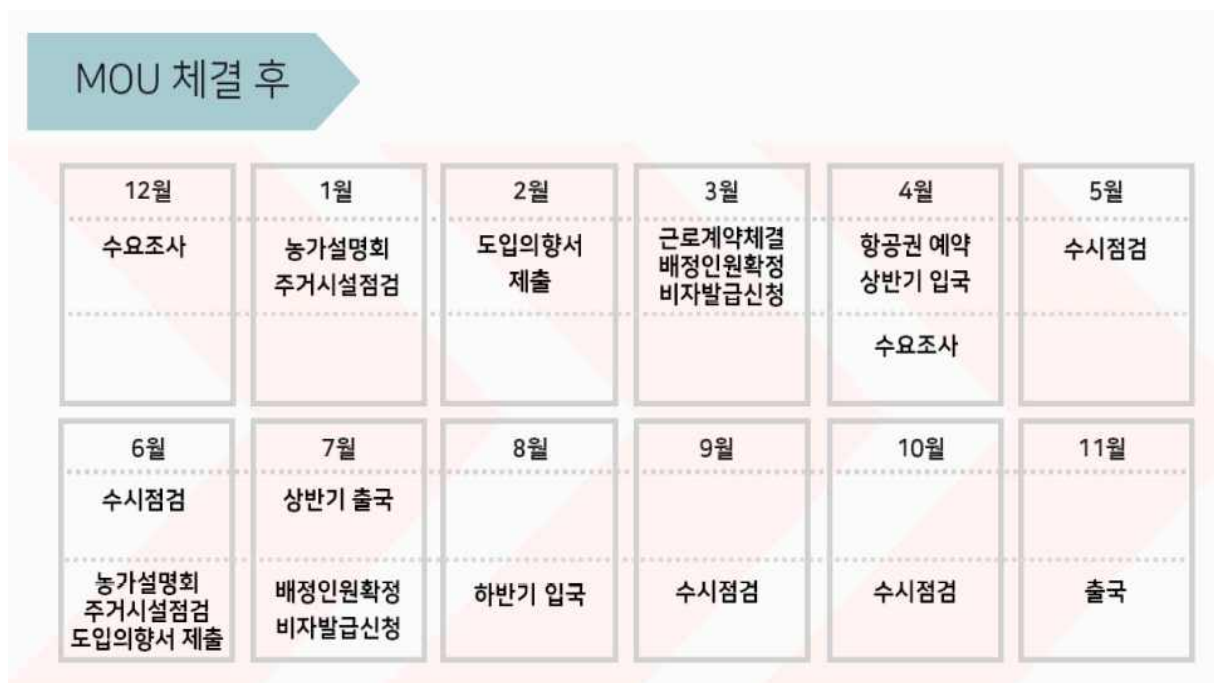 MOU 체결 후
12월
수요조사
1월
농가설명회
주거시설점검
2월
도입의향서
제출
3월
근로계약체결
배정인원확정
비자발급신청
4월
항공권 예약
상반기 입국
수요조사
5월
수시점검
6월
수시점검
농가설명회
주거시설점검
도입의향서 제출
7월
상반기 출국
배정인원확정
비자발급신청
8월
하반기 입국
9월
수시점검
10월
수시점검
11월
출국